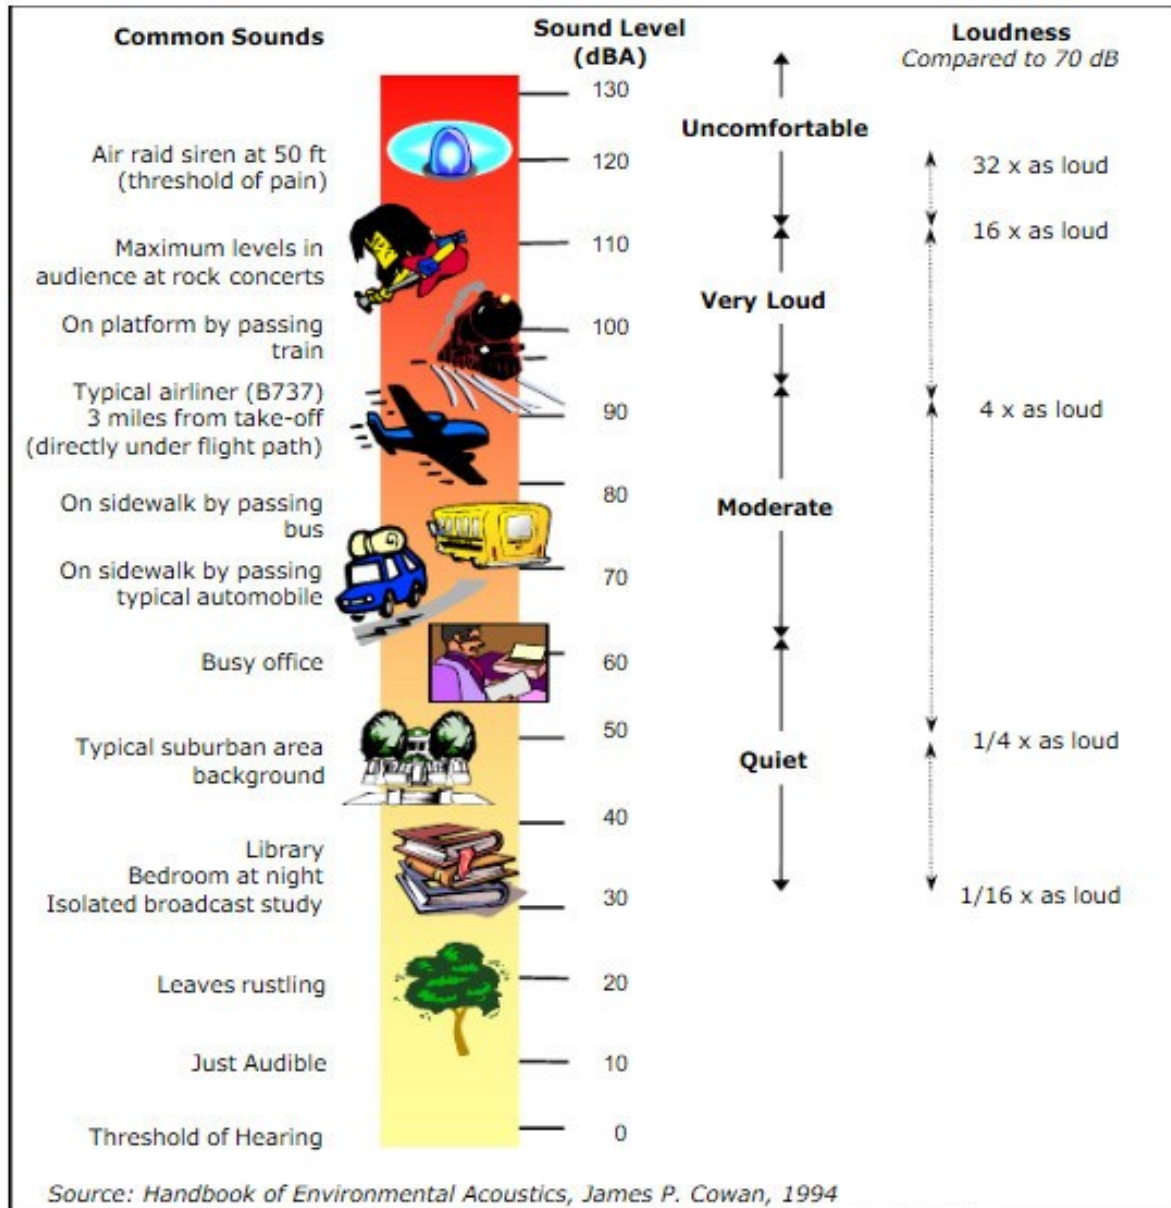 Common Sounds
Sound Level
(dBA)
Loudness
Compared to 70 dB
130
Uncomfortable
Air raid siren at 50 ft
(threshold of pain)
120
32 x as loud
Maximum levels in
audience at rock concerts
110
16 x as loud
Very Loud
On platform by passing
train
100
Typical airliner (B737)
3 miles from take-off
(directly under flight path)
90
4 x as loud
On sidewalk by passing
bus
80
Moderate
On sidewalk by passing
typical automobile
70
Busy office
60
Typical suburban area
background
50
1/4 x as loud
Quiet
40
Library
Bedroom at night
Isolated broadcast study
30
1/16 x as loud
Leaves rustling
20
Just Audible
10
Threshold of Hearing
0
Source: Handbook of Environmental Acoustics, James P. Cowan, 1994